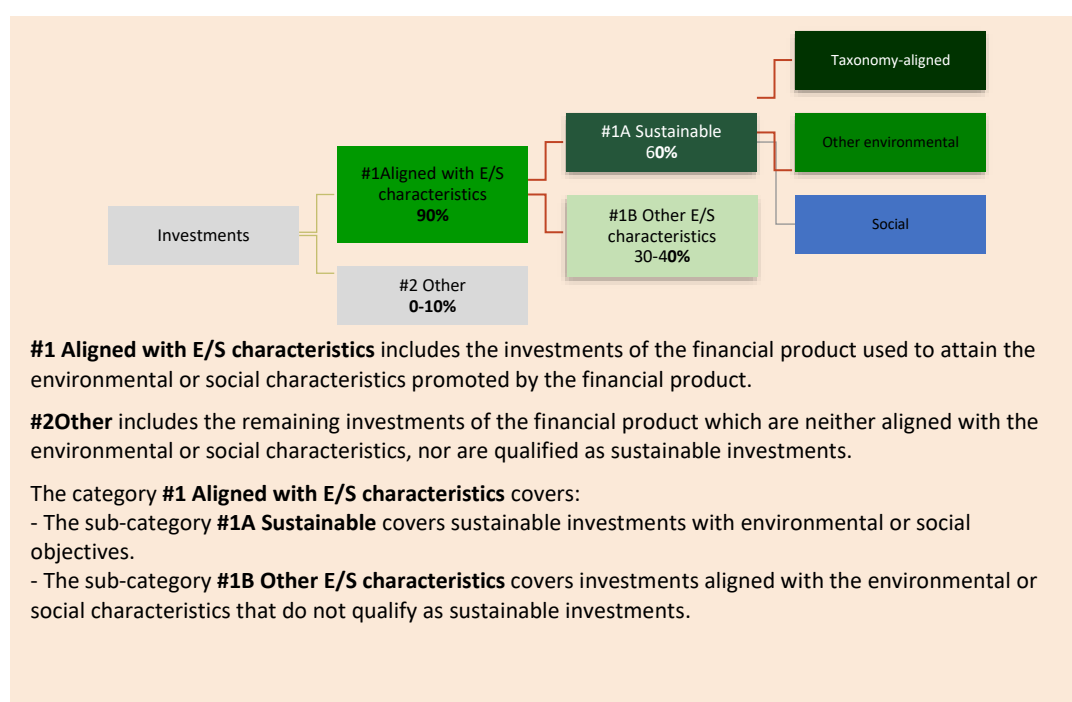 Taxonomy-aligned
#1A Sustainable
60%
Other environmental
#1Aligned with E/S
characteristics
90%
#1B Other E/S
characteristics
30-40%
Social
Investments
#2 Other
0-10%
#1 Aligned with E/S characteristics includes the investments of the financial product used to attain the
environmental or social characteristics promoted by the financial product.
#2Other includes the remaining investments of the financial product which are neither aligned with the
environmental or social characteristics, nor are qualified as sustainable investments.
The category #1 Aligned with E/S characteristics covers:
- The sub-category #1A Sustainable covers sustainable investments with environmental or social
objectives.
- The sub-category #1B Other E/S characteristics covers investments aligned with the environmental or
social characteristics that do not qualify as sustainable investments.